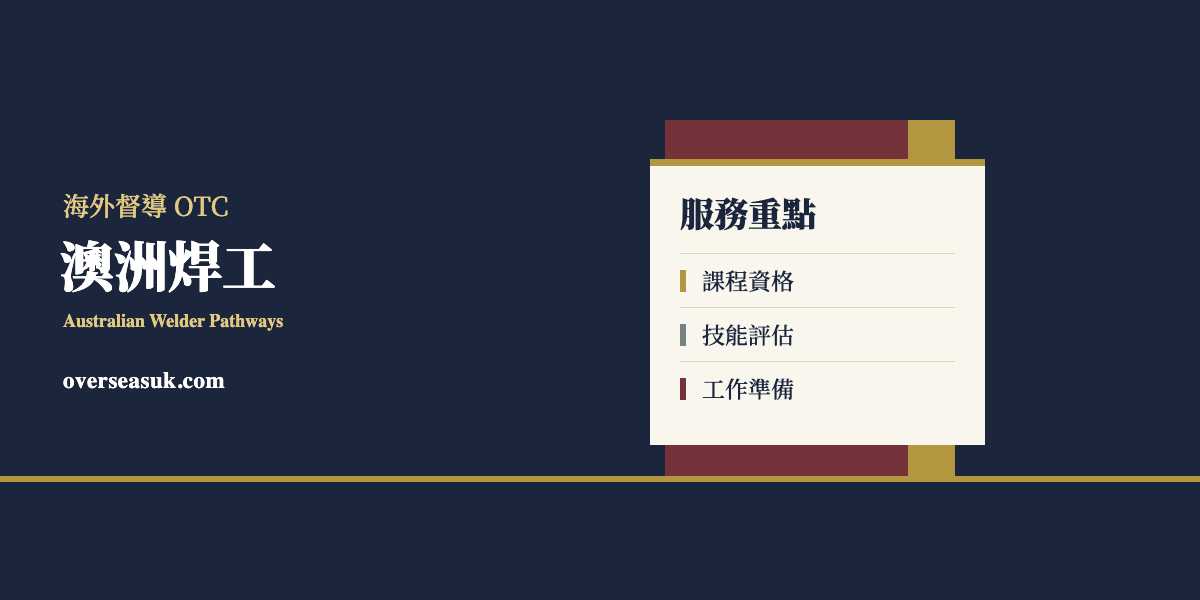 海外督導 OTC
澳洲焊工
Australian Welder Pathways
overseasuk.com
服務重點
課程資格
技能評估
工作準備